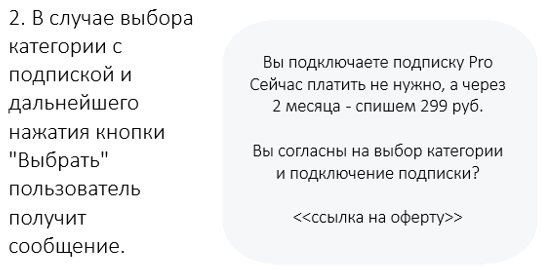 2. В случае выбора
категории с
подпиской и
дальнейшего
нажатия кнопки
"Выбрать"
пользователь
получит
сообщение.
Вы подключаете подписку Pro
Сейчас платить не нужно, а через
2 месяца - спишем 299 руб.
Вы согласны на выбор категории
и подключение подписки?
<<ссылка на оферту>>